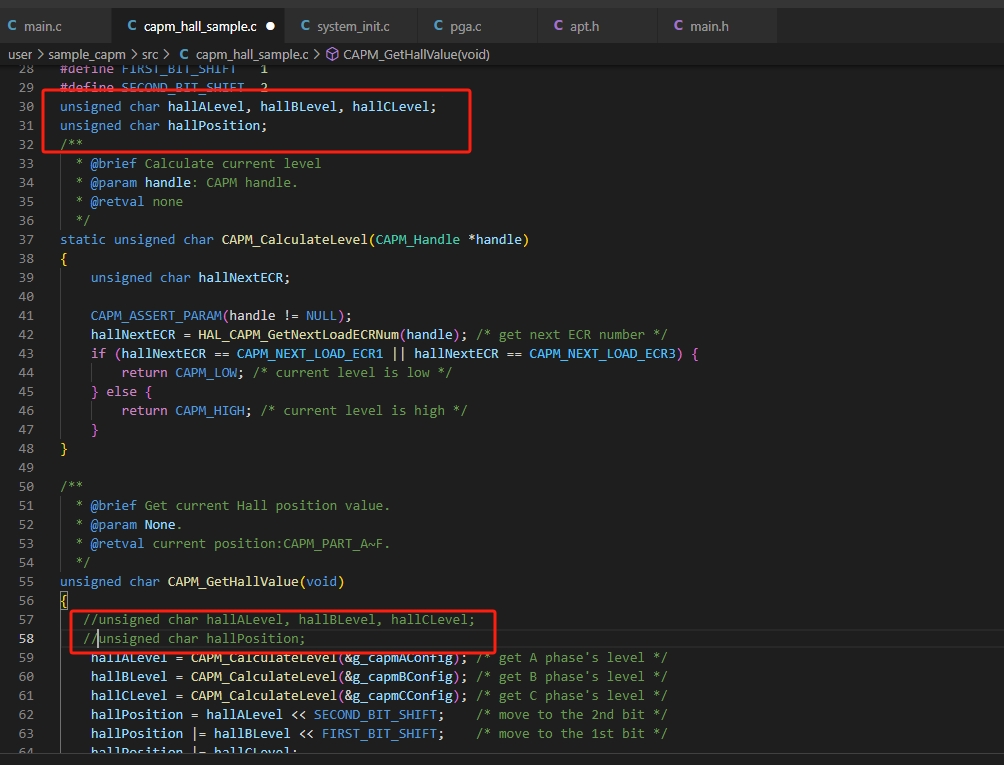 main.c capm_hall_sample.c system_init.c pga.c apt.h main.h
user > sample_capm > src > C capm_hall_sample.c > CAPM_GetHallValue(void)
28 #define FIRST_BIT_SHIFT 1
29 #define SECOND_BIT_SHIFT 2
30 unsigned char hallALevel, hallBLevel, hallCLevel;
31 unsigned char hallPosition;
32 /**
33 * @brief Calculate current level
34 * @param handle: CAPM handle.
35 * @retval none
36 */
37 static unsigned char CAPM_CalculateLevel(CAPM_Handle *handle)
38 {
39 unsigned char hallNextECR;
40
41 CAPM_ASSERT_PARAM(handle != NULL);
42 hallNextECR = HAL_CAPM_GetNextLoadECRNum(handle); /* get next ECR number */
43 if (hallNextECR == CAPM_NEXT_LOAD_ECR1 || hallNextECR == CAPM_NEXT_LOAD_ECR3) {
44 return CAPM_LOW; /* current level is low */
45 } else {
46 return CAPM_HIGH; /* current level is high */
47 }
48 }
49
50 /**
51 * @brief Get current Hall position value.
52 * @param None.
53 * @retval current position:CAPM_PART_A~F.
54 */
55 unsigned char CAPM_GetHallValue(void)
56 {
57 //unsigned char hallALevel, hallBLevel, hallCLevel;
58 //unsigned char hallPosition;
59 hallALevel = CAPM_CalculateLevel(&g_capmAConfig); /* get A phase's level */
60 hallBLevel = CAPM_CalculateLevel(&g_capmBConfig); /* get B phase's level */
61 hallCLevel = CAPM_CalculateLevel(&g_capmCConfig); /* get C phase's level */
62 hallPosition = hallALevel << SECOND_BIT_SHIFT; /* move to the 2nd bit */
63 hallPosition |= hallBLevel << FIRST_BIT_SHIFT; /* move to the 1st bit */
64 hallPosition |= hallCLevel;